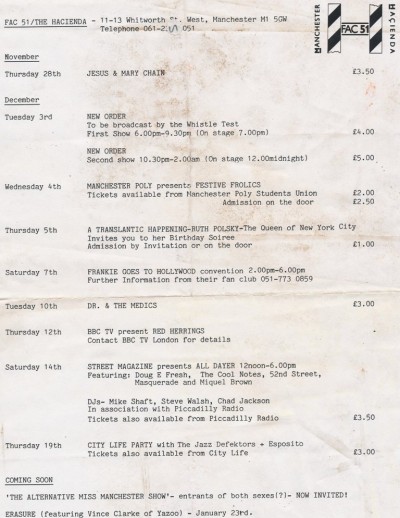 FAC 51/THE HACIENDA - 11-13 Whitworth St. West, Manchester M1 5GW
Telephone 061-2 051
MANCHESTER
FAC 51
HAÇIENDA
November
Thursday 28th JESUS & MARY CHAIN £3.50
December
Tuesday 3rd NEW ORDER
To be broadcast by the Whistle Test
First Show 6.00pm-9.30pm (On stage 7.00pm) £4.00
NEW ORDER
Second show 10.30pm-2.00am (On stage 12.00midnight) £5.00
Wednesday 4th MANCHESTER POLY presents FESTIVE FROLICS
Tickets available from Manchester Poly Students Union £2.00
Admission on the door £2.50
Thursday 5th A TRANSLANTIC HAPPENING-RUTH POLSKY-The Queen of New York City
Invites you to her Birthday Soiree
Admission by Invitation or on the door £1.00
Saturday 7th FRANKIE GOES TO HOLLYWOOD convention 2.00pm-6.00pm
Further Information from their fan club 051-773 0859
Tuesday 10th DR. & THE MEDICS £3.00
Thursday 12th BBC TV present RED HERRINGS
Contact BBC TV London for details
Saturday 14th STREET MAGAZINE presents ALL DAYER 12noon-6.00pm
Featuring: Doug E Fresh, The Cool Notes, 52nd Street,
Masquerade and Miquel Brown
DJs- Mike Shaft, Steve Walsh, Chad Jackson
In association with Piccadilly Radio
Tickets also available from Piccadilly Radio £3.50
Thursday 19th CITY LIFE PARTY with The Jazz Defektors + Esposito
Tickets also available from City Life £3.00
COMING SOON
'THE ALTERNATIVE MISS MANCHESTER SHOW'- entrants of both sexes(?)- NOW INVITED!
ERASURE (featuring Vince Clarke of Yazoo) - January 23rd.